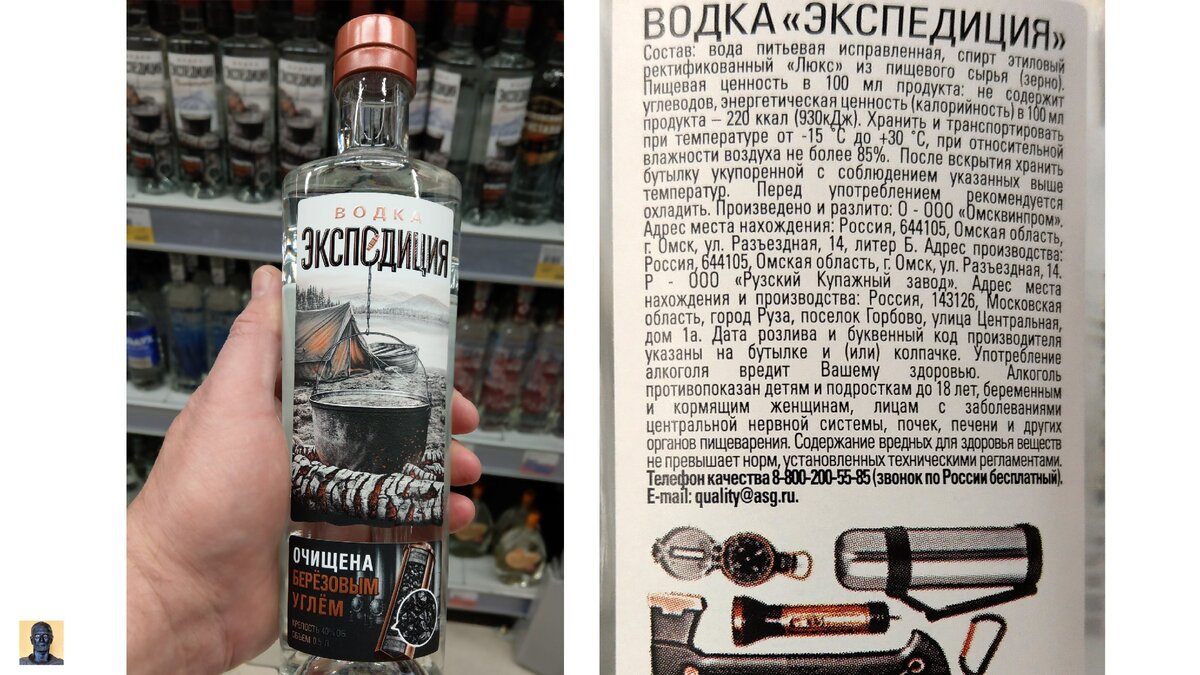 ВОДКА
ЭКСПЕДИЦИЯ
ОЧИЩЕНА
БЕРЁЗОВЫМ
УГЛЁМ
КРЕПОСТЬ 40% ОБ.
ОБЪЕМ 0,5 Л.
ВОДКА «ЭКСПЕДИЦИЯ»
Состав: вода питьевая исправленная, спирт этиловый
ректификованный «Люкс» из пищевого сырья (зерно).
Пищевая ценность в 100 мл продукта: не содержит
углеводов, энергетическая ценность (калорийность) в 100 мл
продукта – 220 ккал (930кДж). Хранить и транспортировать
при температуре от -15 °С до +30 °С, при относительной
влажности воздуха не более 85%. После вскрытия хранить
бутылку укупоренной с соблюдением указанных выше
температур. Перед употреблением рекомендуется
охладить. Произведено и разлито: О - ООО «Омсквинпром».
Адрес места нахождения: Россия, 644105, Омская область,
г. Омск, ул. Разъездная, 14, литер Б. Адрес производства:
Россия, 644105, Омская область, г. Омск, ул. Разъездная, 14.
Р - ООО «Рузский Купажный завод». Адрес места
нахождения и производства: Россия, 143126, Московская
область, город Руза, поселок Горбово, улица Центральная,
дом 1а. Дата розлива и буквенный код производителя
указаны на бутылке и (или) колпачке. Употребление
алкоголя вредит Вашему здоровью. Алкоголь
противопоказан детям и подросткам до 18 лет, беременным
и кормящим женщинам, лицам с заболеваниями
центральной нервной системы, почек, печени и других
органов пищеварения. Содержание вредных для здоровья веществ
не превышает норм, установленных техническими регламентами.
Телефон качества 8-800-200-55-85 (звонок по России бесплатный).
E-mail: quality@asg.ru.